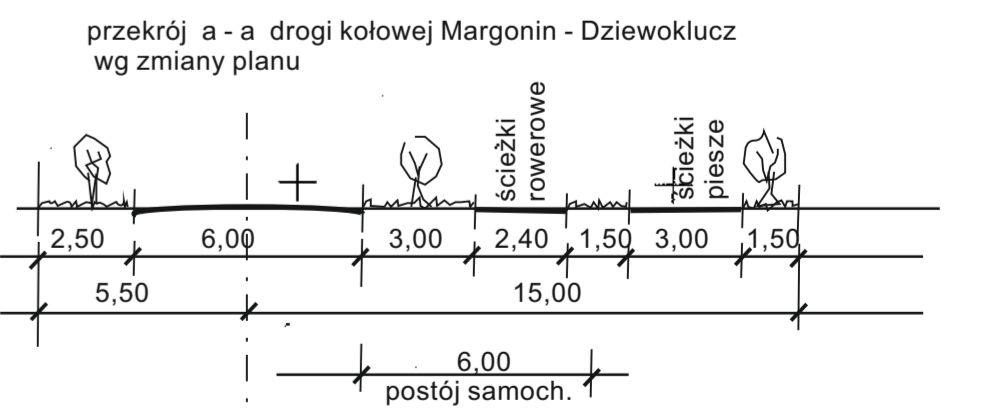 przekrój a - a drogi kołowej Margonin - Dziewoklucz
wg zmiany planu
ścieżki
rowerowe
ścieżki
piesze
2,50 6,00 3,00 2,40 1,50 3,00 1,50
5,50 15,00
6,00
postój samoch.